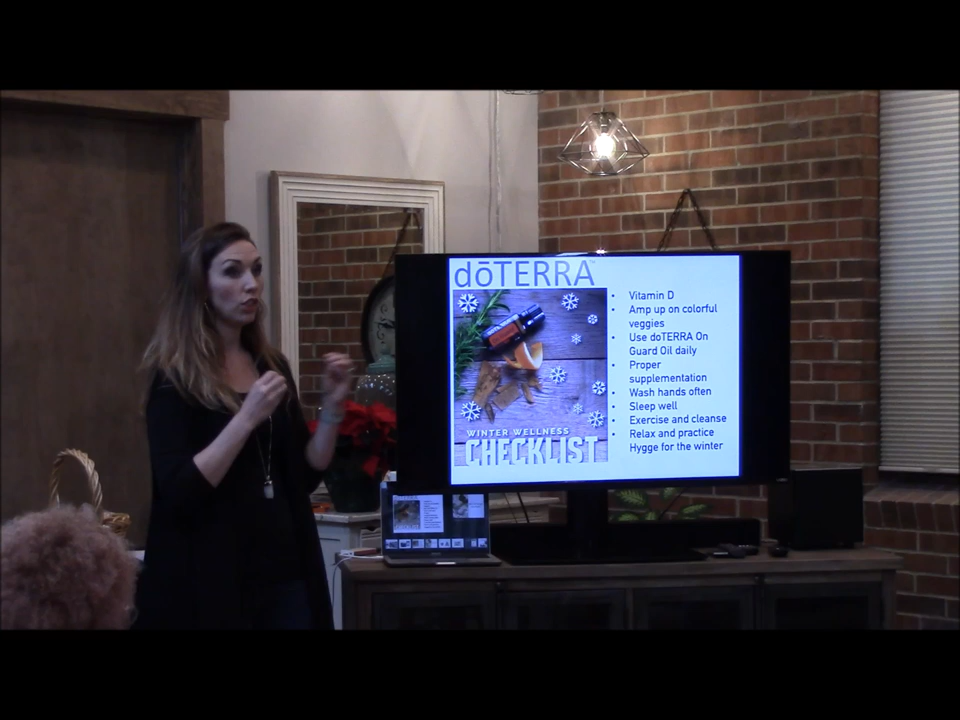 dōTERRA
WINTER WELLNESS
CHECKLIST
• Vitamin D
• Amp up on colorful
veggies
• Use doTERRA On
Guard Oil daily
• Proper
supplementation
• Wash hands often
• Sleep well
• Exercise and cleanse
• Relax and practice
Hygge for the winter